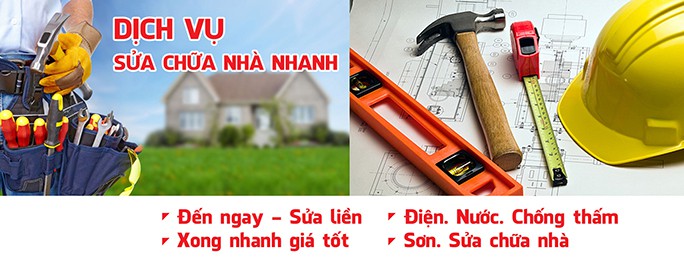 DỊCH VỤ
SỬA CHỮA NHÀ NHANH
Đến ngay – Sửa liền
Xong nhanh giá tốt
Điện. Nước. Chống thấm
Sơn. Sửa chữa nhà